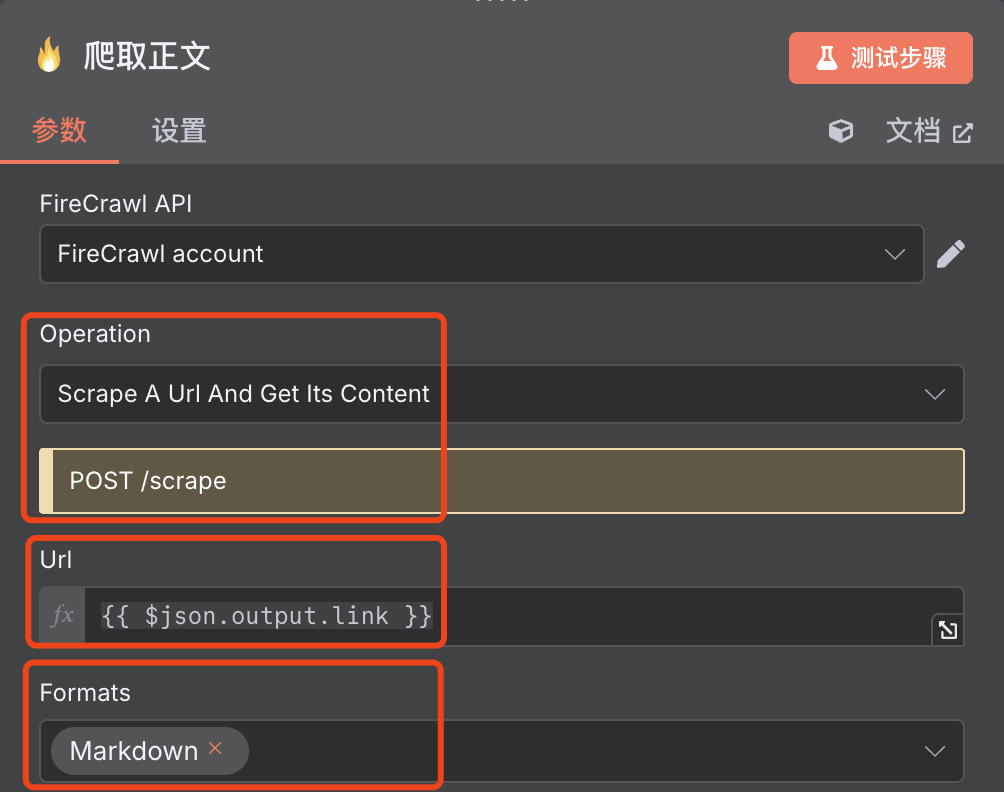 爬取正文
测试步骤
参数
设置
文档
FireCrawl API
FireCrawl account
Operation
Scrape A Url And Get Its Content
POST /scrape
Url
fx
{{ $json.output.link }}
Formats
Markdown ×